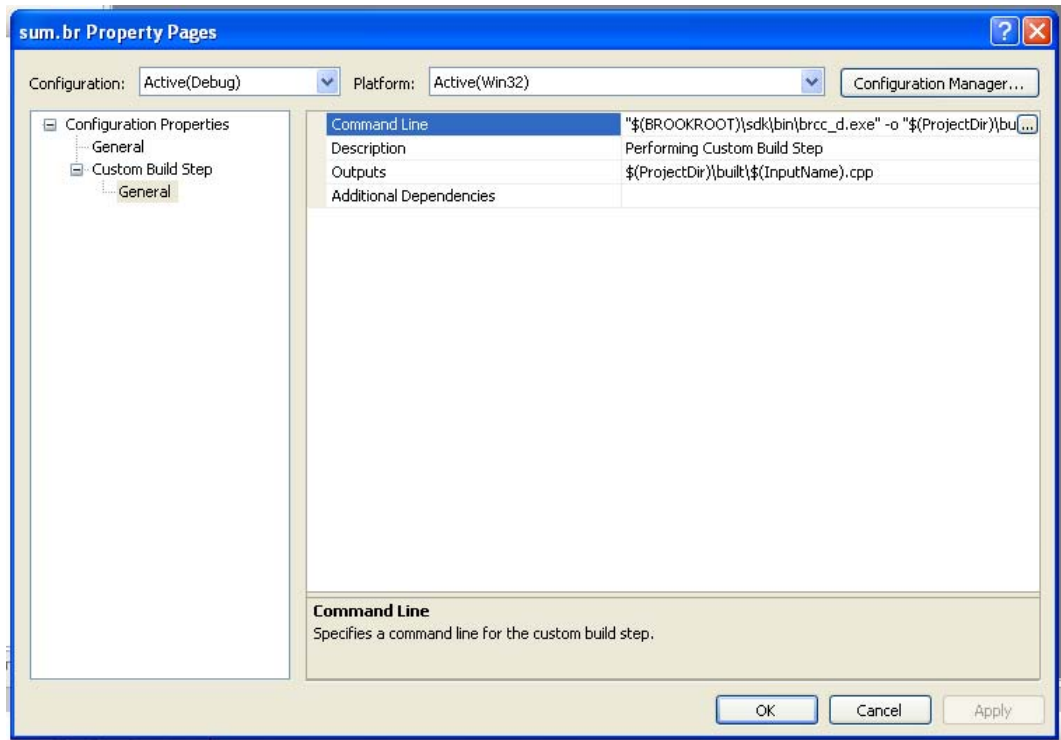 sum.br Property Pages
Configuration: Active(Debug) Platform: Active(Win32) Configuration Manager...
Configuration Properties
General
Custom Build Step
General
Command Line "$(BROOKROOT)\sdk\bin\brcc_d.exe" -o "$(ProjectDir)\bu ...
Description Performing Custom Build Step
Outputs $(ProjectDir)\built\$(InputName).cpp
Additional Dependencies
Command Line
Specifies a command line for the custom build step.
OK Cancel Apply